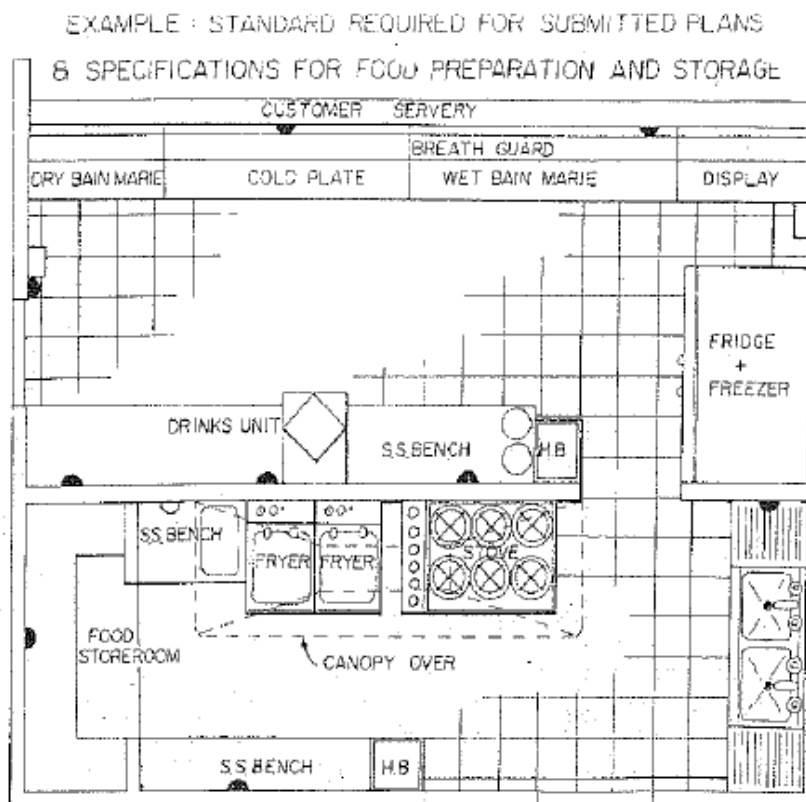 EXAMPLE : STANDARD REQUIRED FOR SUBMITTED PLANS
& SPECIFICATIONS FOR FOOD PREPARATION AND STORAGE
CUSTOMER SERVERY
BREATH GUARD
DRY BAIN MARIE COLD PLATE WET BAIN MARIE DISPLAY
FRIDGE
+
FREEZER
DRINKS UNIT
S.S.BENCH
H.B
S.S.BENCH
FRYER
FRYER
STOVE
FOOD
STOREROOM
CANOPY OVER
S.S.BENCH
H.B